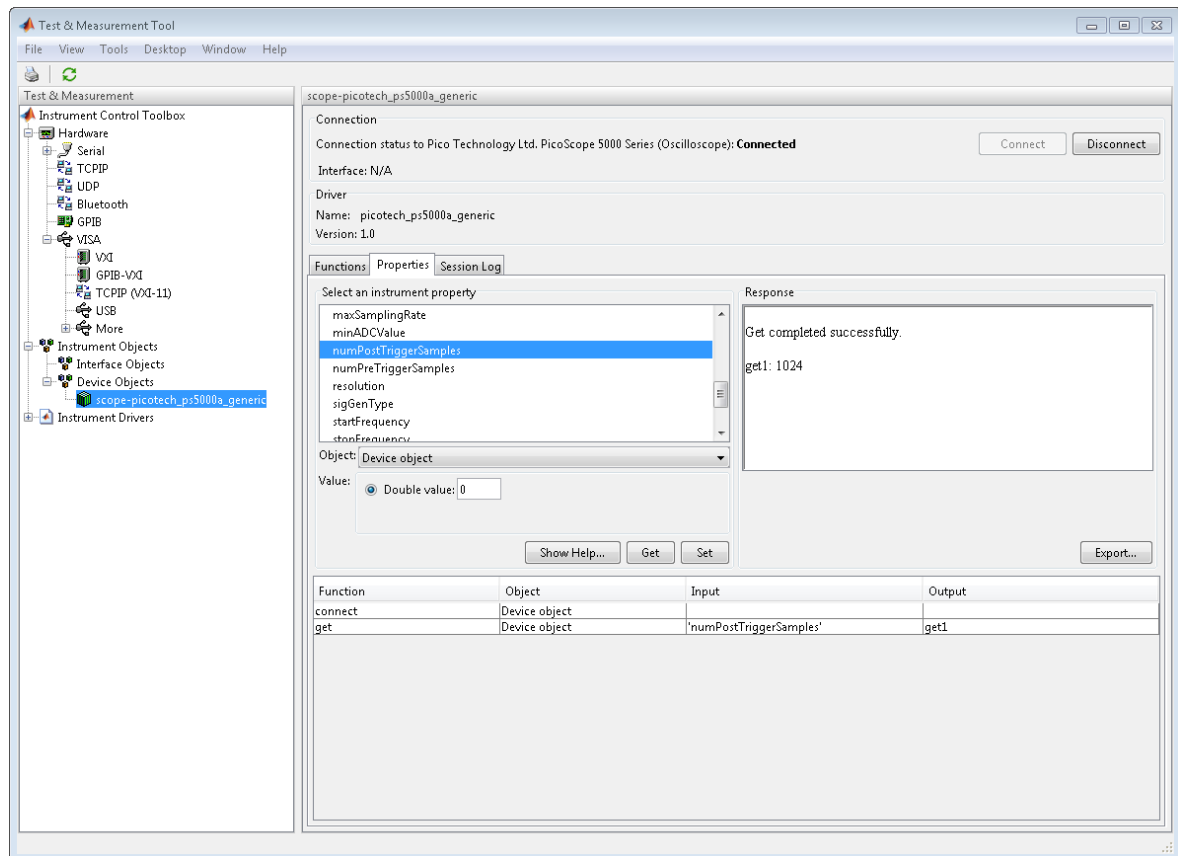 Test & Measurement Tool
File View Tools Desktop Window Help
Test & Measurement
Instrument Control Toolbox
Hardware
Serial
TCPIP
UDP
Bluetooth
GPIB
VISA
VXI
GPIB-VXI
TCPIP (VXI-11)
USB
More
Instrument Objects
Interface Objects
Device Objects
scope-picotech_ps5000a_generic
Instrument Drivers
scope-picotech_ps5000a_generic
Connection
Connection status to Pico Technology Ltd. PicoScope 5000 Series (Oscilloscope): Connected
Connect Disconnect
Interface: N/A
Driver
Name: picotech_ps5000a_generic
Version: 1.0
Functions Properties Session Log
Select an instrument property
maxSamplingRate
minADCValue
numPostTriggerSamples
numPreTriggerSamples
resolution
sigGenType
startFrequency
stopFrequency
Object: Device object
Value: Double value: 0
Show Help... Get Set
Response
Get completed successfully.
get1: 1024
Export...
Function Object Input Output
connect Device object
get Device object 'numPostTriggerSamples' get1